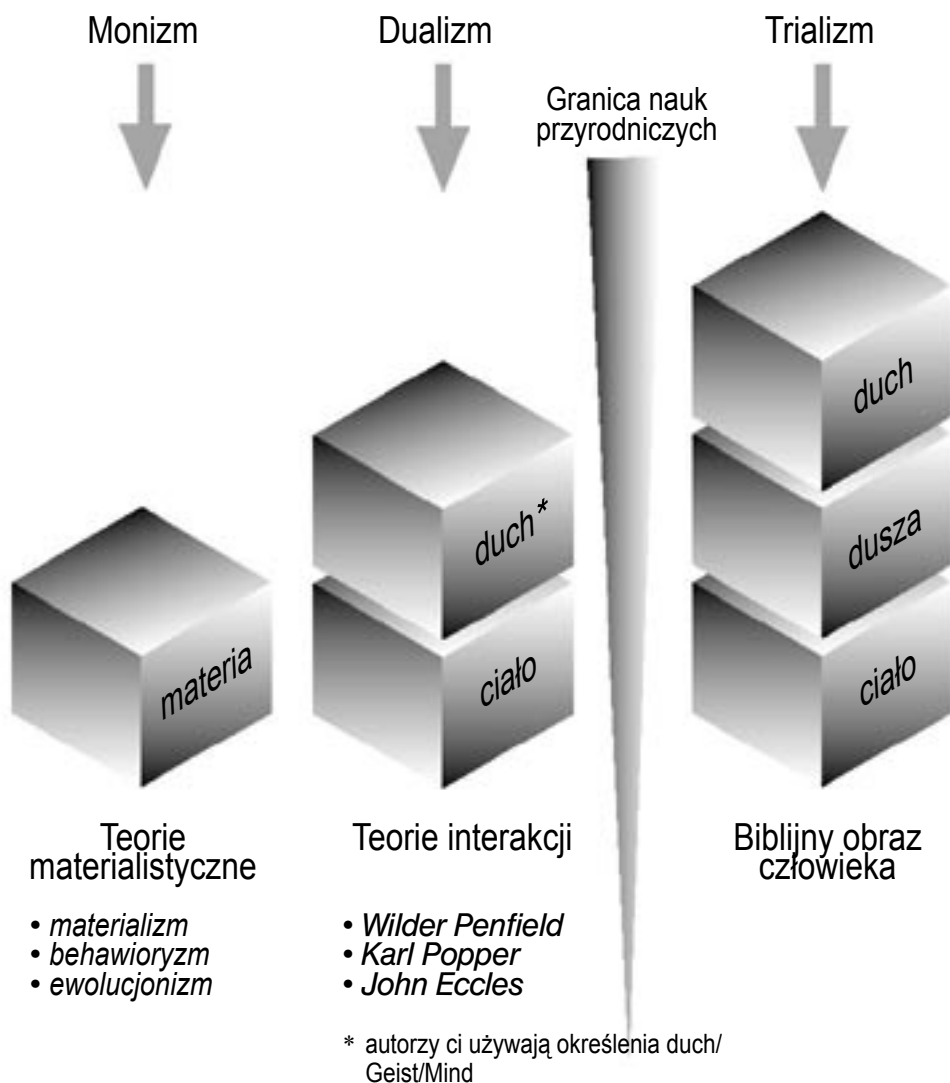 Monizm
Dualizm
Trializm
Granica nauk
przyrodniczych
materia
duch*
ciało
duch
dusza
ciało
Teorie
materialistyczne
• materializm
• behawioryzm
• ewolucjonizm
Teorie interakcji
• Wilder Penfield
• Karl Popper
• John Eccles
* autorzy ci używają określenia duch/
Geist/Mind
Biblijny obraz
człowieka